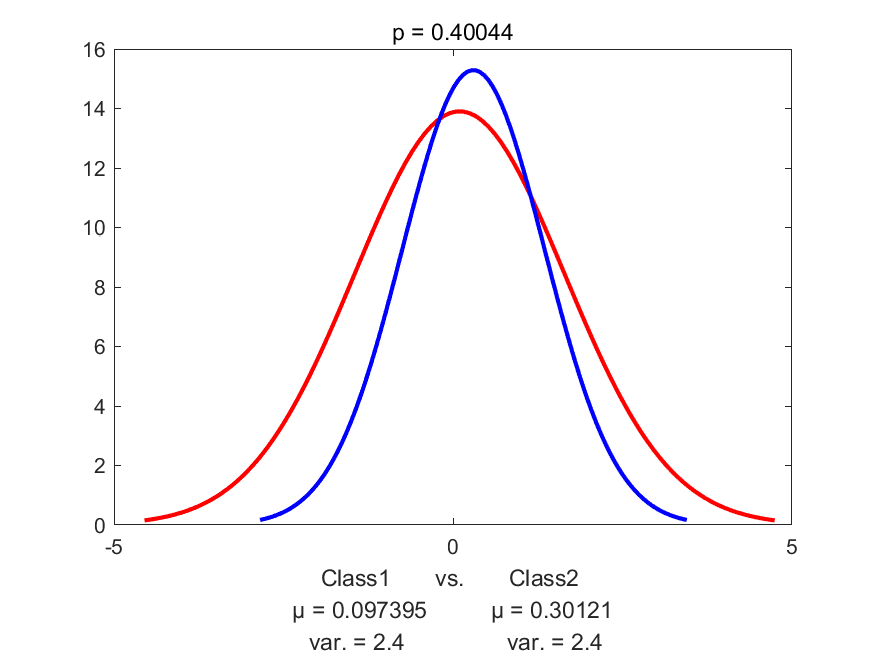 p = 0.40044
16
14
12
10
8
6
4
2
0
-5 0 5
Class1 vs. Class2
μ = 0.097395 μ = 0.30121
var. = 2.4 var. = 2.4